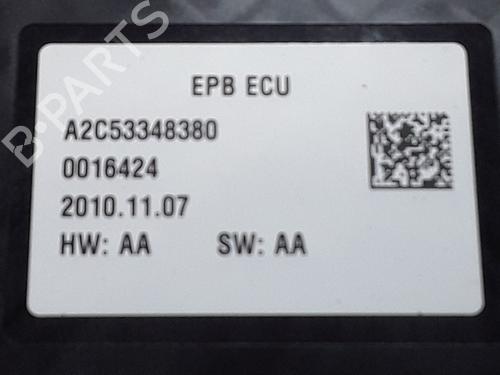 B-PARTS
EPB ECU
A2C53348380
0016424
2010.11.07
HW: AA SW: AA